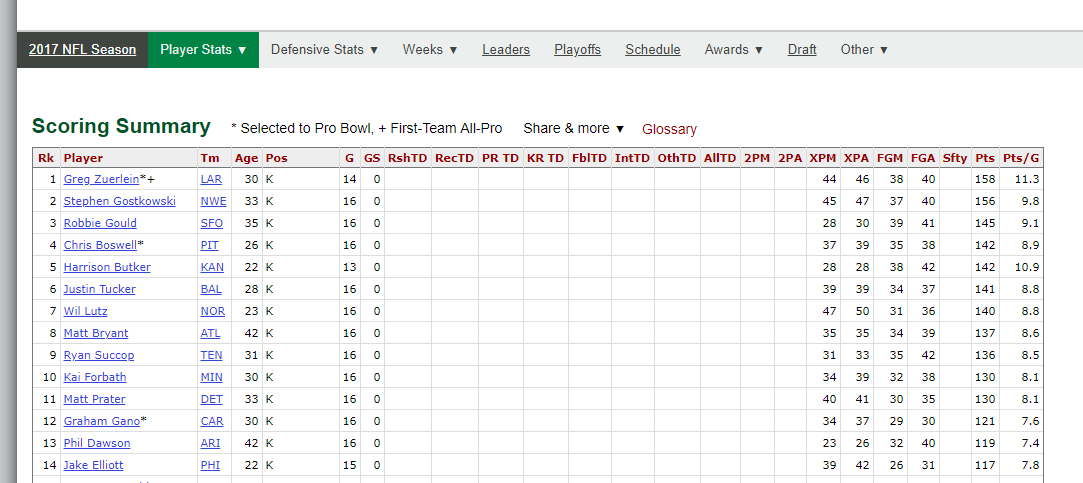 2017 NFL Season Player Stats ▼ Defensive Stats ▼ Weeks ▼ Leaders Playoffs Schedule Awards ▼ Draft Other ▼
Scoring Summary * Selected to Pro Bowl, + First-Team All-Pro Share & more ▼ Glossary
Rk Player Tm Age Pos G GS RshTD RecTD PR TD KR TD FblTD IntTD OthTD AllTD 2PM 2PA XPM XPA FGM FGA Sfty Pts Pts/G
1 Greg Zuerlein*+ LAR 30 K 14 0 44 46 38 40 158 11.3
2 Stephen Gostkowski NWE 33 K 16 0 45 47 37 40 156 9.8
3 Robbie Gould SFO 35 K 16 0 28 30 39 41 145 9.1
4 Chris Boswell* PIT 26 K 16 0 37 39 35 38 142 8.9
5 Harrison Butker KAN 22 K 13 0 28 28 38 42 142 10.9
6 Justin Tucker BAL 28 K 16 0 39 39 34 37 141 8.8
7 Wil Lutz NOR 23 K 16 0 47 50 31 36 140 8.8
8 Matt Bryant ATL 42 K 16 0 35 35 34 39 137 8.6
9 Ryan Succop TEN 31 K 16 0 31 33 35 42 136 8.5
10 Kai Forbath MIN 30 K 16 0 34 39 32 38 130 8.1
11 Matt Prater DET 33 K 16 0 40 41 30 35 130 8.1
12 Graham Gano* CAR 30 K 16 0 34 37 29 30 121 7.6
13 Phil Dawson ARI 42 K 16 0 23 26 32 40 119 7.4
14 Jake Elliott PHI 22 K 15 0 39 42 26 31 117 7.8